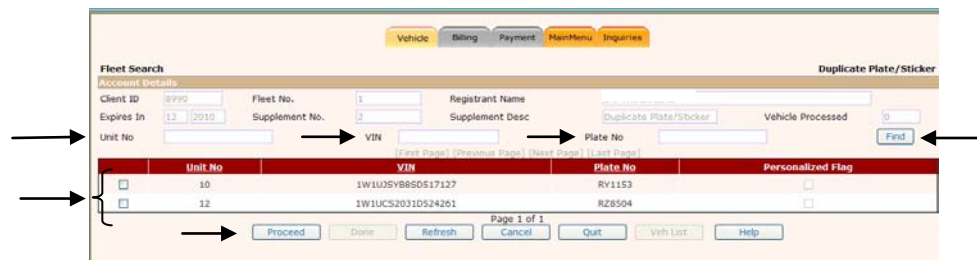 Vehicle Billing Payment MainMenu Inquiries
Fleet Search Duplicate Plate/Sticker
Account Details
Client ID 8990 Fleet No. 1 Registrant Name
Expires In 12 2010 Supplement No. 2 Supplement Desc Duplicate Plate/Sticker Vehicle Processed 0
Unit No VIN Plate No Find
[First Page] [Previous Page] [Next Page] [Last Page]
Unit No VIN Plate No Personalized Flag
10 1W1UJSYB8SD517127 RY1153
12 1W1UCS2031D524261 RZ8504
Page 1 of 1
Proceed Done Refresh Cancel Quit Veh List Help